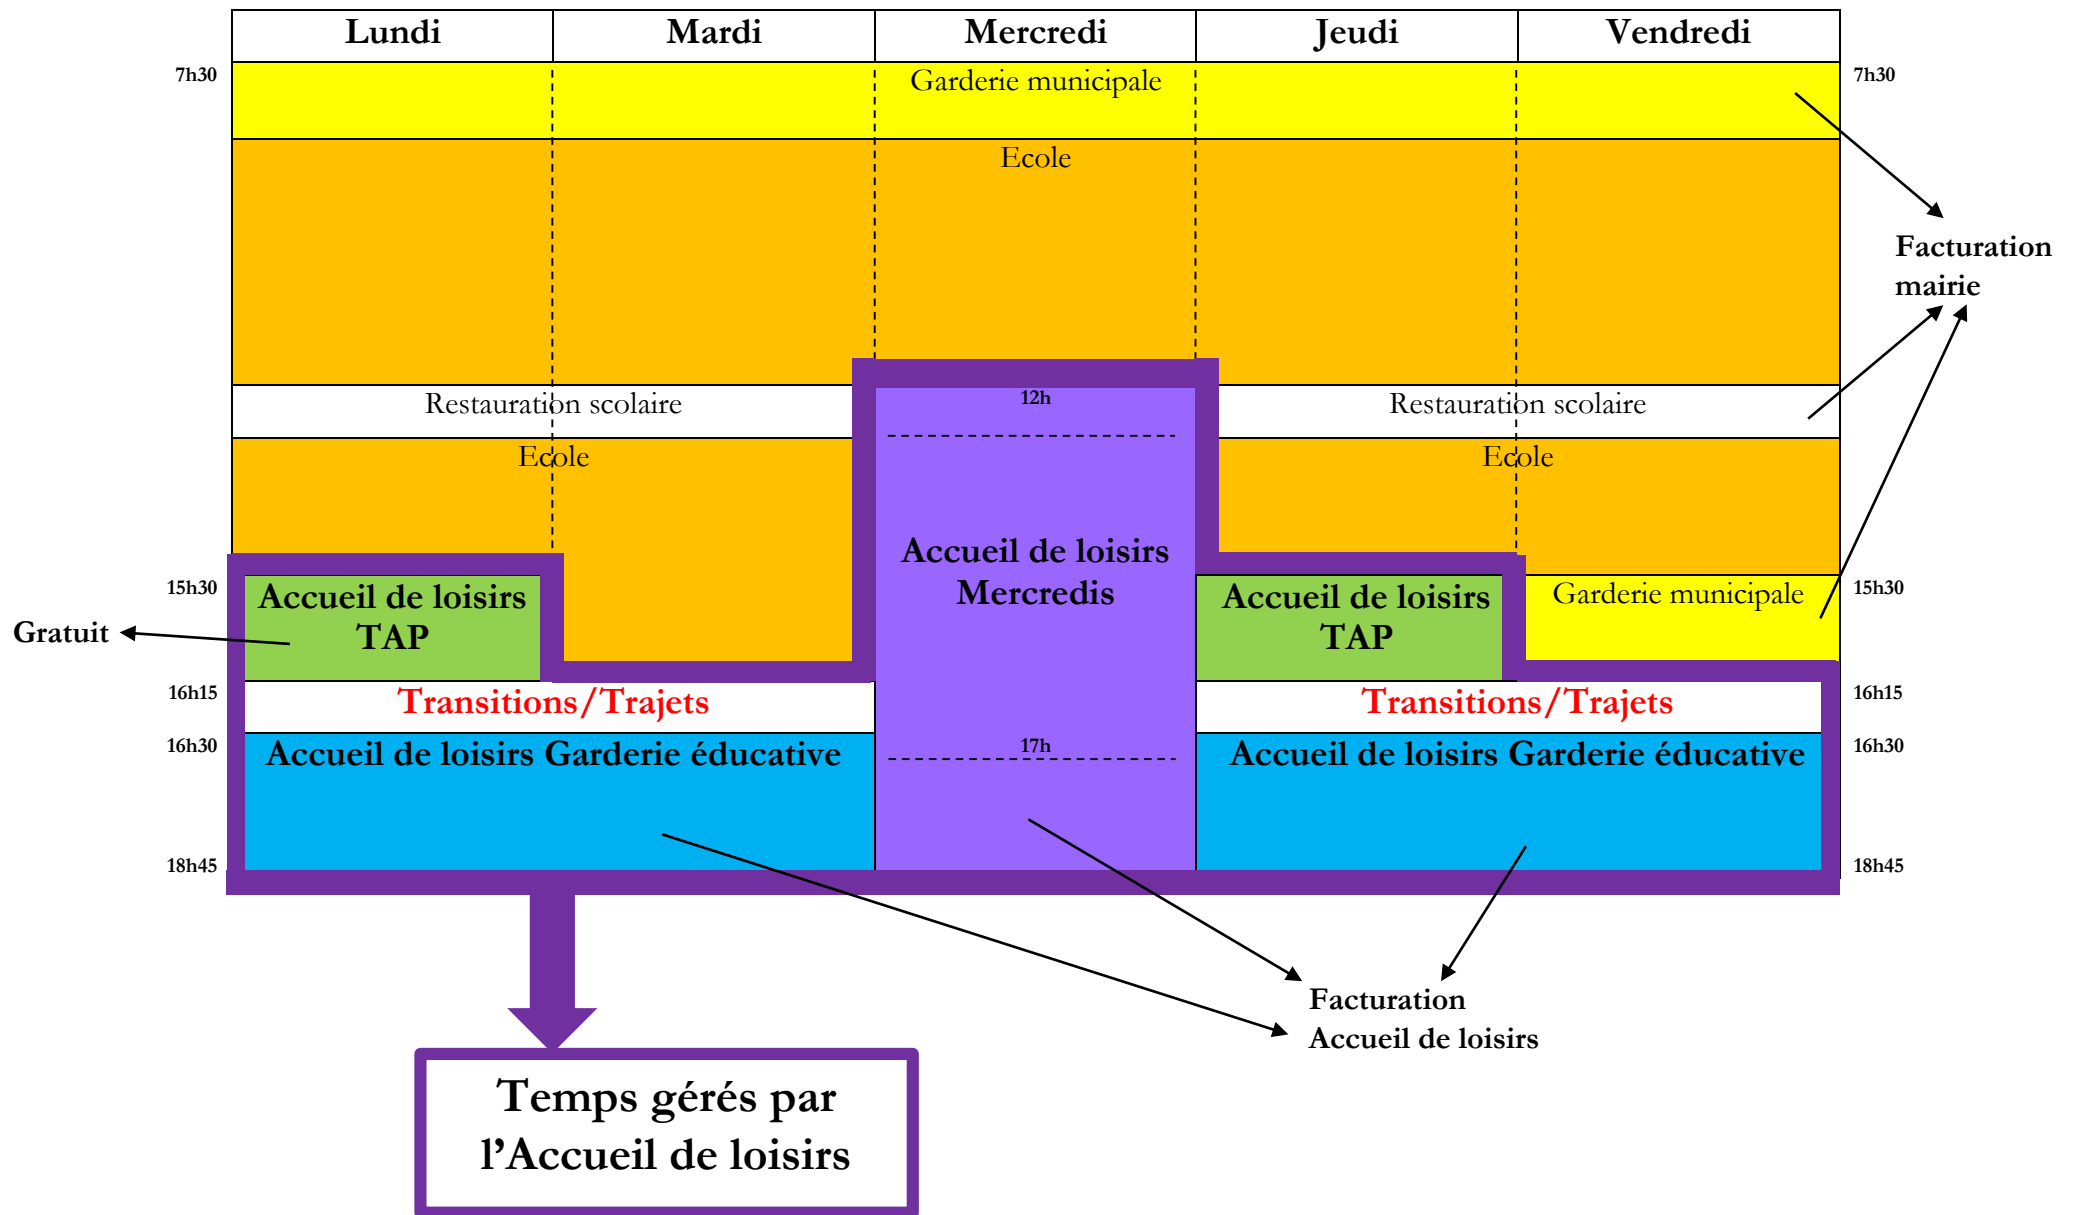 Lundi
Mardi
Mercredi
Jeudi
Vendredi
7h30
Garderie municipale
7h30
Ecole
Facturation
mairie
Restauration scolaire
12h
Restauration scolaire
Ecole
Ecole
Accueil de loisirs
Mercredis
15h30
Accueil de loisirs
TAP
Accueil de loisirs
TAP
Garderie municipale
15h30
Gratuit
16h15
Transitions/Trajets
Transitions/Trajets
16h15
16h30
Accueil de loisirs Garderie éducative
17h
Accueil de loisirs Garderie éducative
16h30
18h45
18h45
Facturation
Accueil de loisirs
Temps gérés par
l’Accueil de loisirs